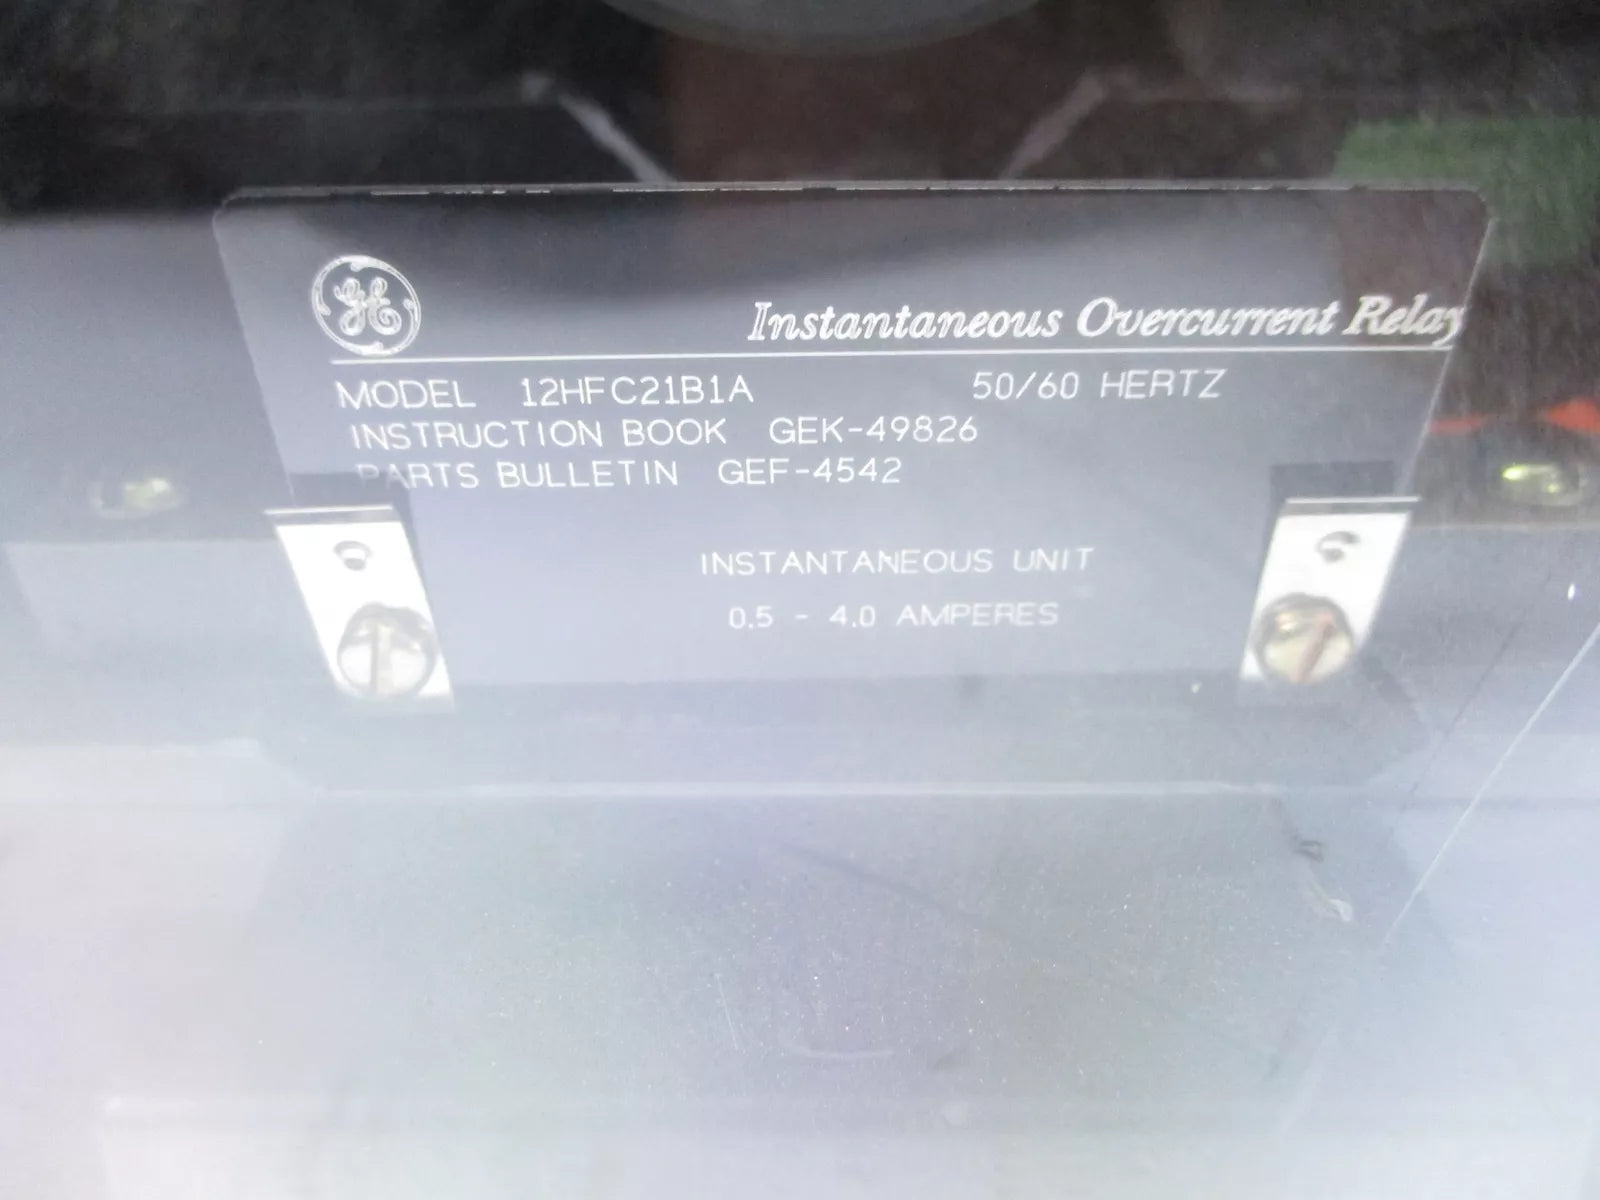 GE
Instantaneous Overcurrent Relay
MODEL 12HFC21B1A 50/60 HERTZ
INSTRUCTION BOOK GEK-49826
PARTS BULLETIN GEF-4542
INSTANTANEOUS UNIT
0.5 - 4.0 AMPERES